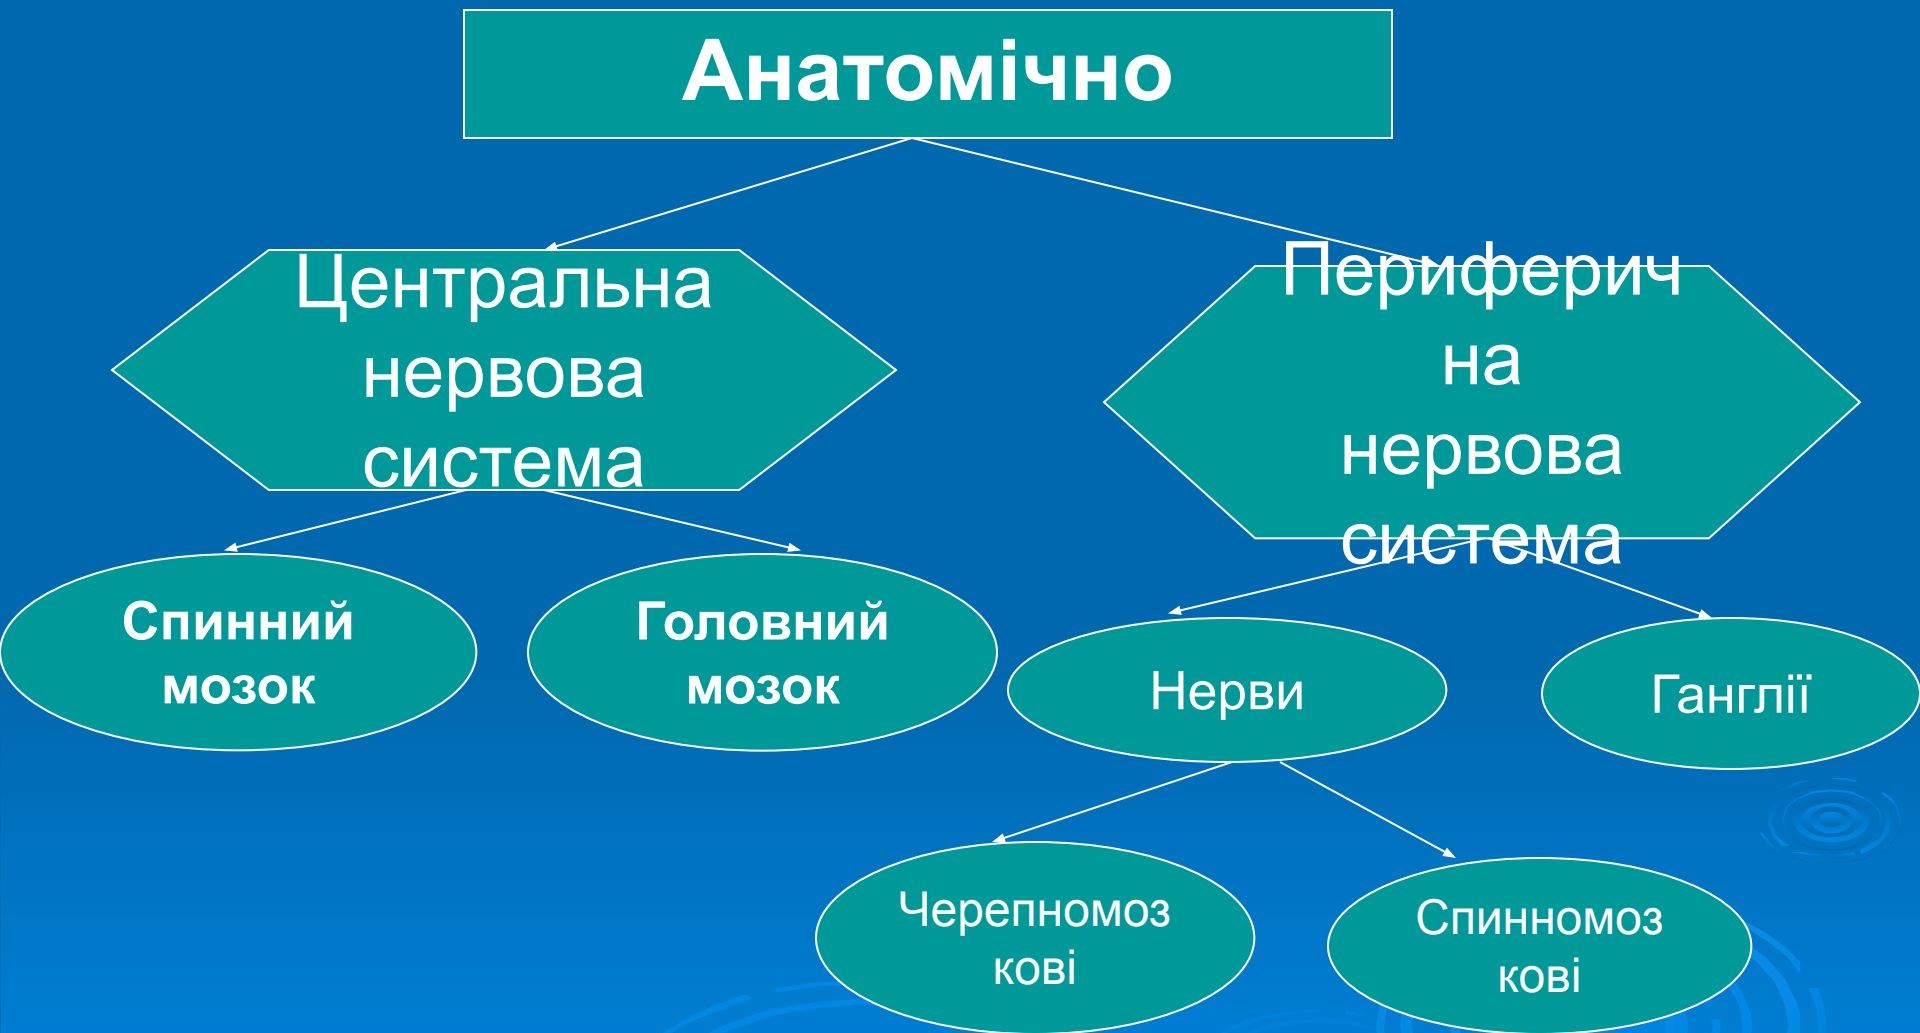 Анатомічно
Центральна
нервова
система
Периферич
на
нервова
система
Спинний
мозок
Головний
мозок
Нерви
Ганглії
Черепномоз
кові
Спинномоз
кові